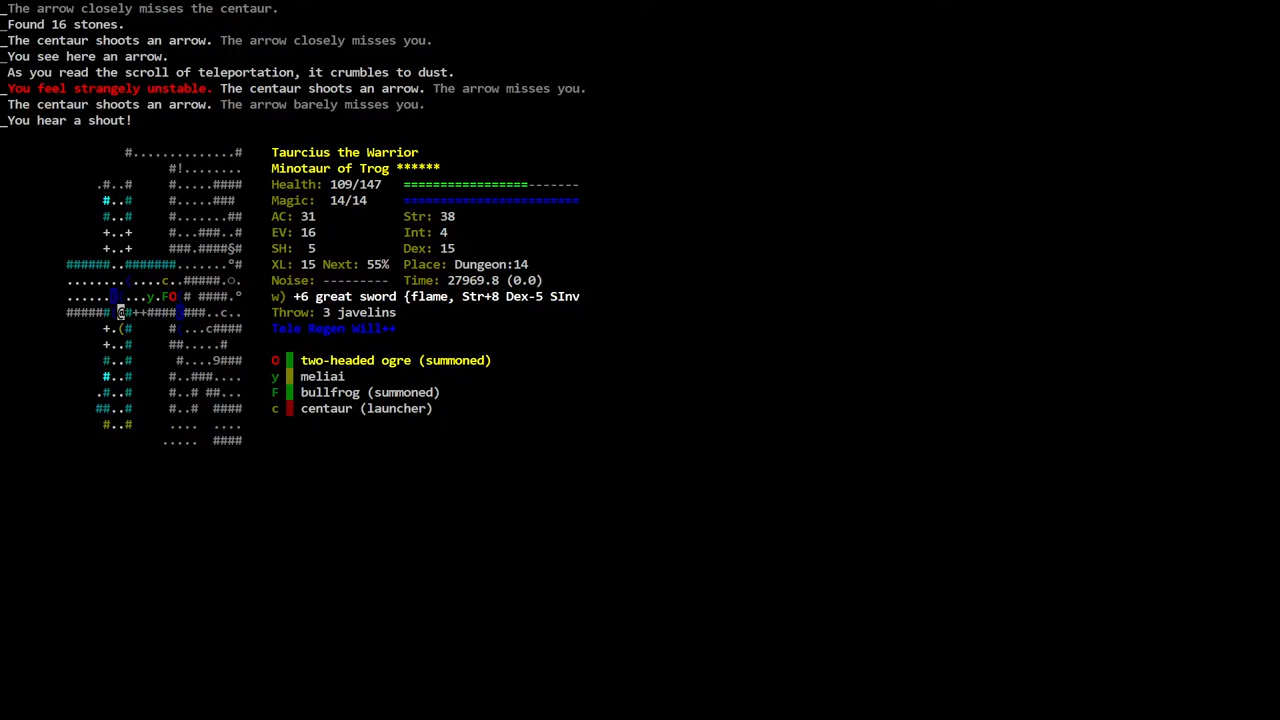 _The arrow closely misses the centaur.
_Found 16 stones.
_The centaur shoots an arrow. The arrow closely misses you.
_You see here an arrow.
As you read the scroll of teleportation, it crumbles to dust.
_You feel strangely unstable. The centaur shoots an arrow. The arrow misses you.
The centaur shoots an arrow. The arrow barely misses you.
_You hear a shout!
#..............# Taurcius the Warrior
#!........ Minotaur of Trog ******
.#..# #.....#### Health: 109/147 =================-------
#..# #.....### Magic: 14/14 ========================
#..# #.......## AC: 31 Str: 38
+..+ #...###..# EV: 16 Int: 4
+..+ ###.####§# SH: 5 Dex: 15
######..#######.......°# XL: 15 Next: 55% Place: Dungeon:14
........ ....c..#####.○. Noise: --------- Time: 27969.8 (0.0)
...... ...y.FO # ####.° w) +6 great sword {flame, Str+8 Dex-5 SInv
###### @#++#### ###..c.. Throw: 3 javelins
+.(# # ...c#### Tele Regen Will++
+..# ##.....#
#..# #....9### O two-headed ogre (summoned)
#..# #..###.... y meliai
.#..# #..# ##... F bullfrog (summoned)
##..# #..# #### c centaur (launcher)
#..# .... ....
..... ####